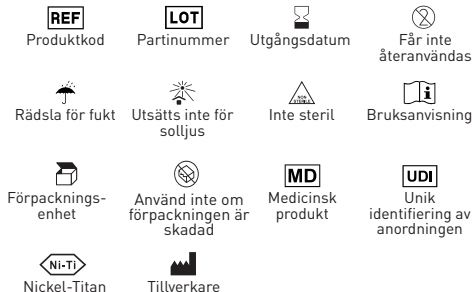 REF
LOT
Produktkod
Partinummer
Utgångsdatum
Får inte
återanvändas
NON
STERILE
Rädsla för fukt
Utsätts inte för
solljus
Inte steril
Bruksanvisning
MD
UDI
Förpacknings-
enhet
Använd inte om
förpackningen är
skadad
Medicinsk
produkt
Unik
identifiering av
anordningen
Ni-Ti
Nickel-Titan
Tillverkare